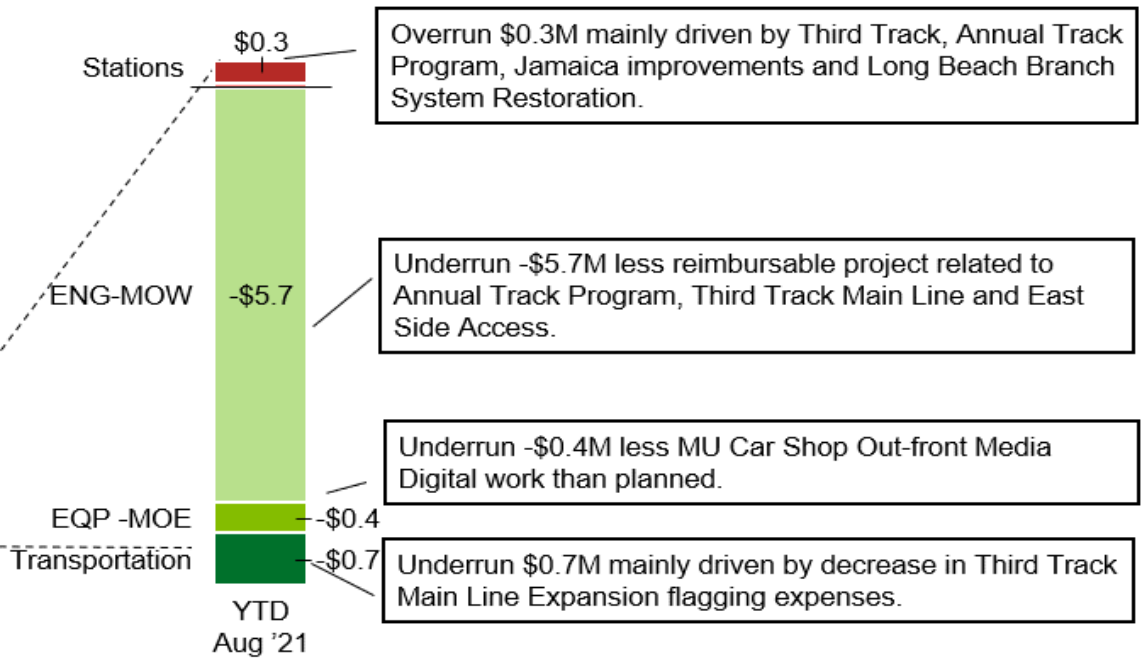 $0.3
Stations
Overrun $0.3M mainly driven by Third Track, Annual Track
Program, Jamaica improvements and Long Beach Branch
System Restoration.
ENG-MOW
-$5.7
Underrun -$5.7M less reimbursable project related to
Annual Track Program, Third Track Main Line and East
Side Access.
Underrun -$0.4M less MU Car Shop Out-front Media
Digital work than planned.
EQP -MOE
-$0.4
Transportation
-$0.7
Underrun $0.7M mainly driven by decrease in Third Track
Main Line Expansion flagging expenses.
YTD
Aug ’21